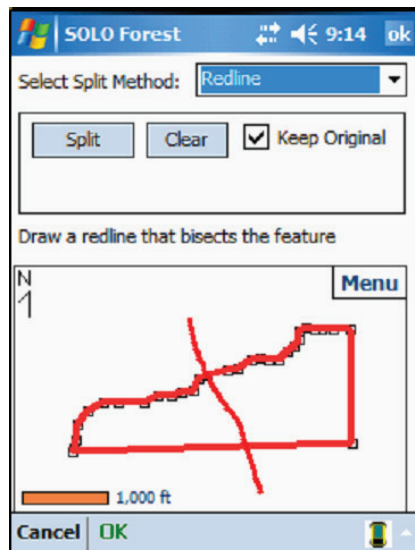 SOLO Forest 9:14 ok
Select Split Method: Redline
Split Clear Keep Original
Draw a redline that bisects the feature
N
Menu
1,000 ft
Cancel OK